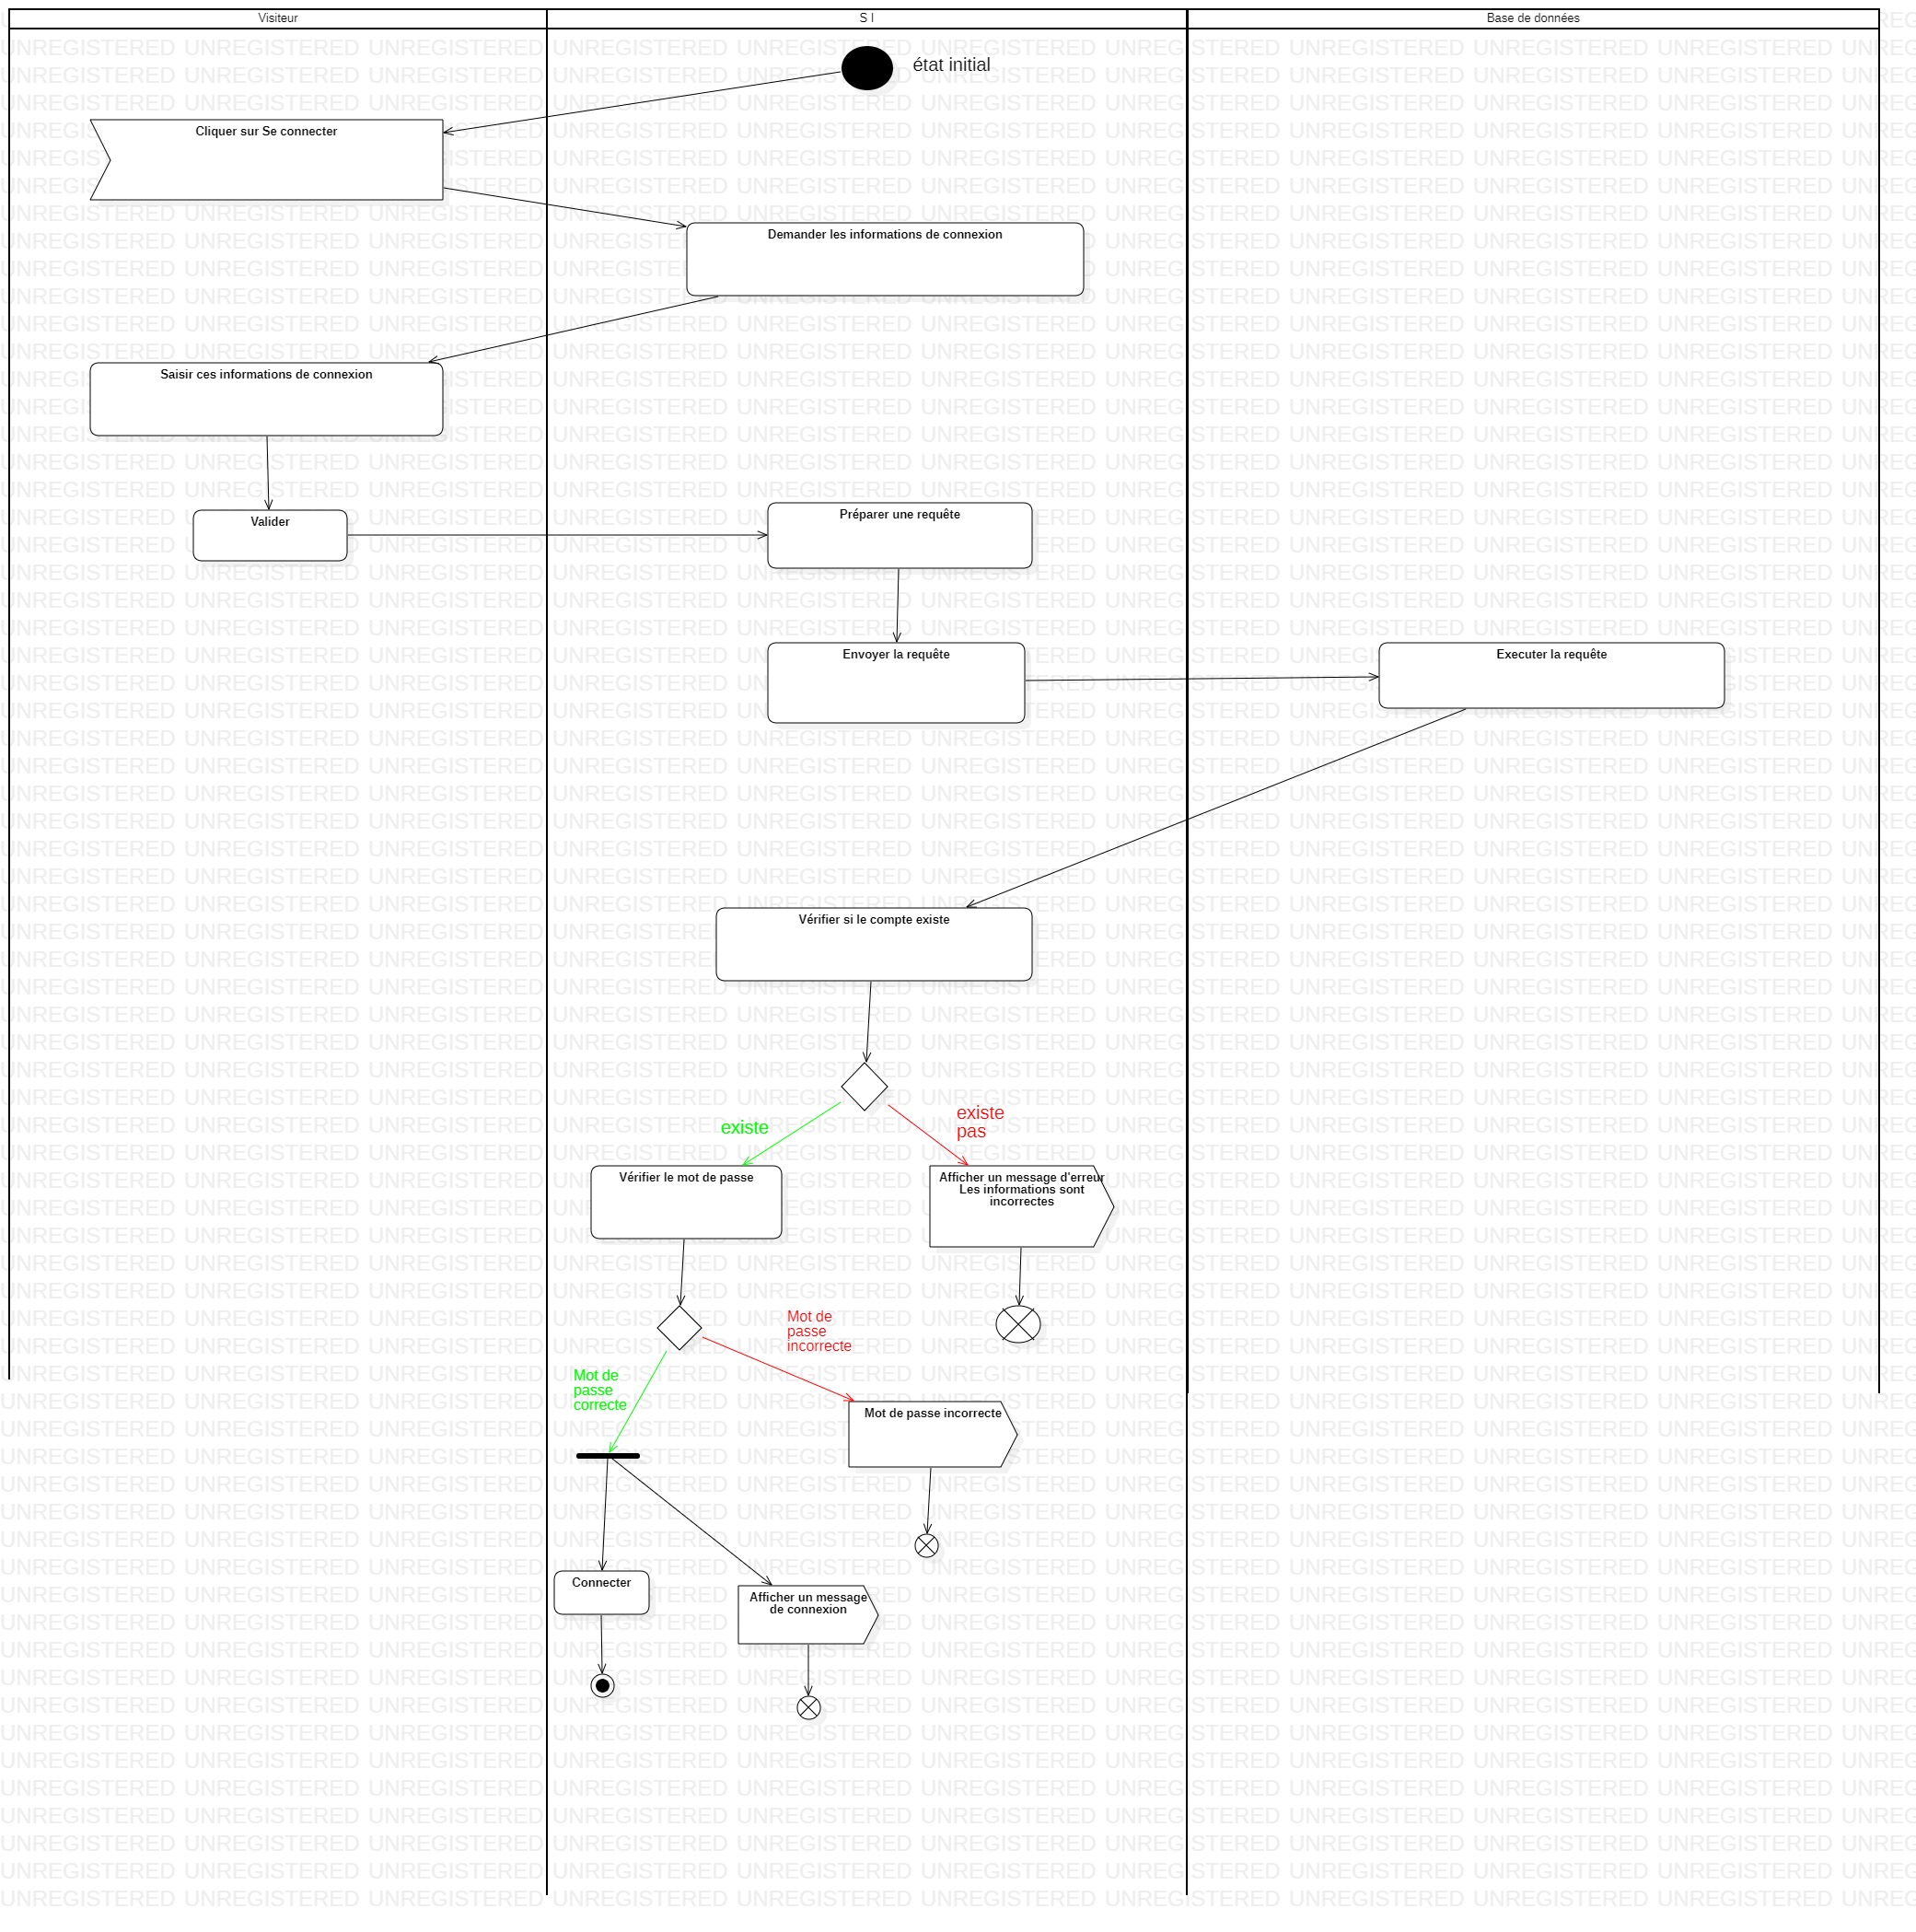 Visiteur
S I
Base de données
état initial
Cliquer sur Se connecter
Demander les informations de connexion
Saisir ces informations de connexion
Valider
Préparer une requête
Envoyer la requête
Executer la requête
Vérifier si le compte existe
existe
existe
pas
Vérifier le mot de passe
Afficher un message d'erreur
Les informations sont
incorrectes
Mot de
passe
incorrecte
Mot de
passe
correcte
Mot de passe incorrecte
Connecter
Afficher un message
de connexion
UNREGISTERED